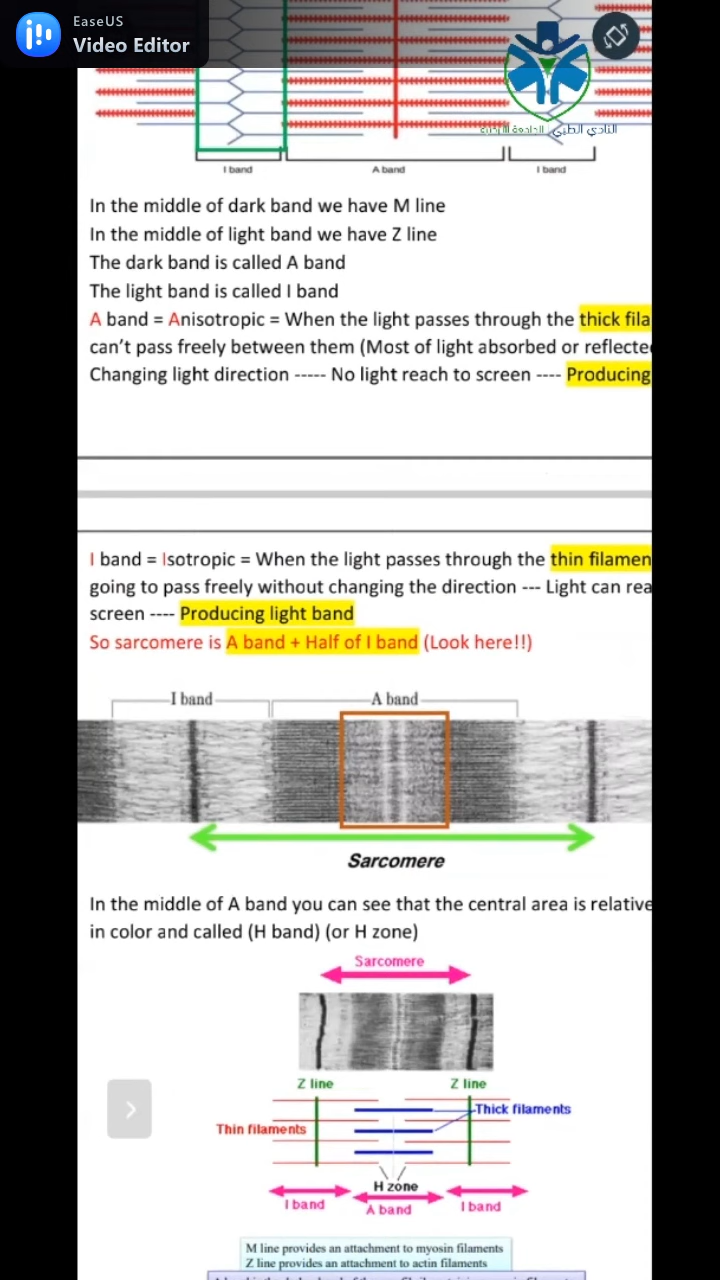 EaseUS
Video Editor
النادي الطبي الجامعة الأردنية
I band
A band
I band
In the middle of dark band we have M line
In the middle of light band we have Z line
The dark band is called A band
The light band is called I band
A band = Anisotropic = When the light passes through the thick fila
can't pass freely between them (Most of light absorbed or reflecte
Changing light direction ----- No light reach to screen ---- Producing
I band = Isotropic = When the light passes through the thin filamen
going to pass freely without changing the direction --- Light can rea
screen ---- Producing light band
So sarcomere is A band + Half of I band (Look here!!)
I band
A band
Sarcomere
In the middle of A band you can see that the central area is relative
in color and called (H band) (or H zone)
Sarcomere
Z line
Z line
Thick filaments
Thin filaments
H zone
I band
A band
I band
M line provides an attachment to myosin filaments
Z line provides an attachment to actin filaments